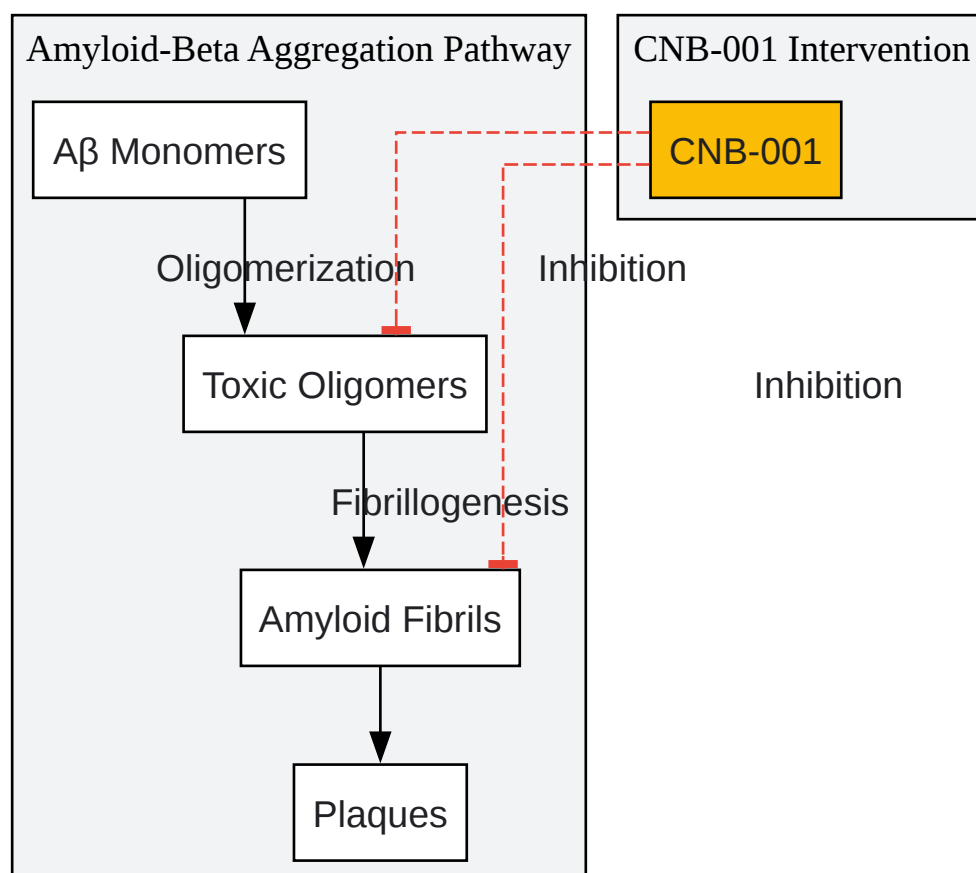 Amyloid-Beta Aggregation Pathway
CNB-001 Intervention
Aβ Monomers
CNB-001
Oligomerization
Inhibition
Toxic Oligomers
Inhibition
Fibrillogenesis
Amyloid Fibrils
Plaques